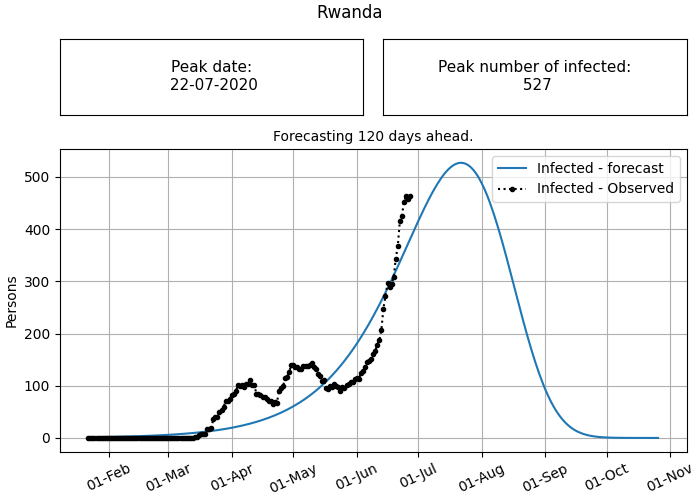 Rwanda
Peak date:
22-07-2020
Peak number of infected:
527
Forecasting 120 days ahead.
Infected - forecast
Infected - Observed
Persons
500
400
300
200
100
0
01-Feb
01-Mar
01-Apr
01-May
01-Jun
01-Jul
01-Aug
01-Sep
01-Oct
01-Nov